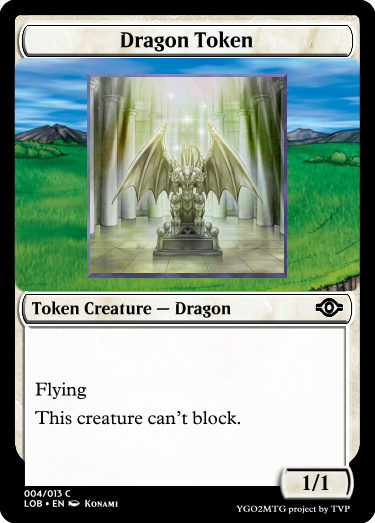 Dragon Token
Token Creature — Dragon
Flying
This creature can't block.
1/1
004/013 C
LOB • EN Konami
YGO2MTG project by TVP